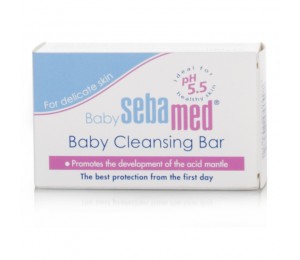 For delicate skin
ideal for
pH
5.5
healthy skin
Baby sebamed®
Baby Cleansing Bar
• Promotes the development of the acid mantle
The best protection from the first day